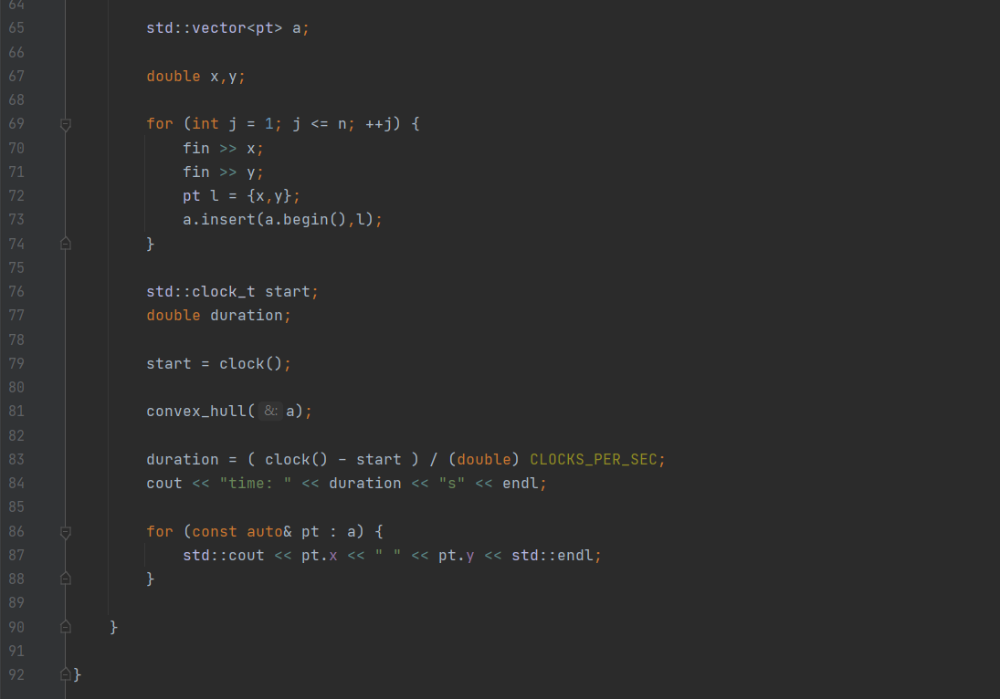 64
65 std::vector<pt> a;
66
67 double x,y;
68
69 for (int j = 1; j <= n; ++j) {
70 fin >> x;
71 fin >> y;
72 pt l = {x,y};
73 a.insert(a.begin(),l);
74 }
75
76 std::clock_t start;
77 double duration;
78
79 start = clock();
80
81 convex_hull( &: a);
82
83 duration = ( clock() - start ) / (double) CLOCKS_PER_SEC;
84 cout << "time: " << duration << "s" << endl;
85
86 for (const auto& pt : a) {
87 std::cout << pt.x << " " << pt.y << std::endl;
88 }
89
90 }
91
92 }